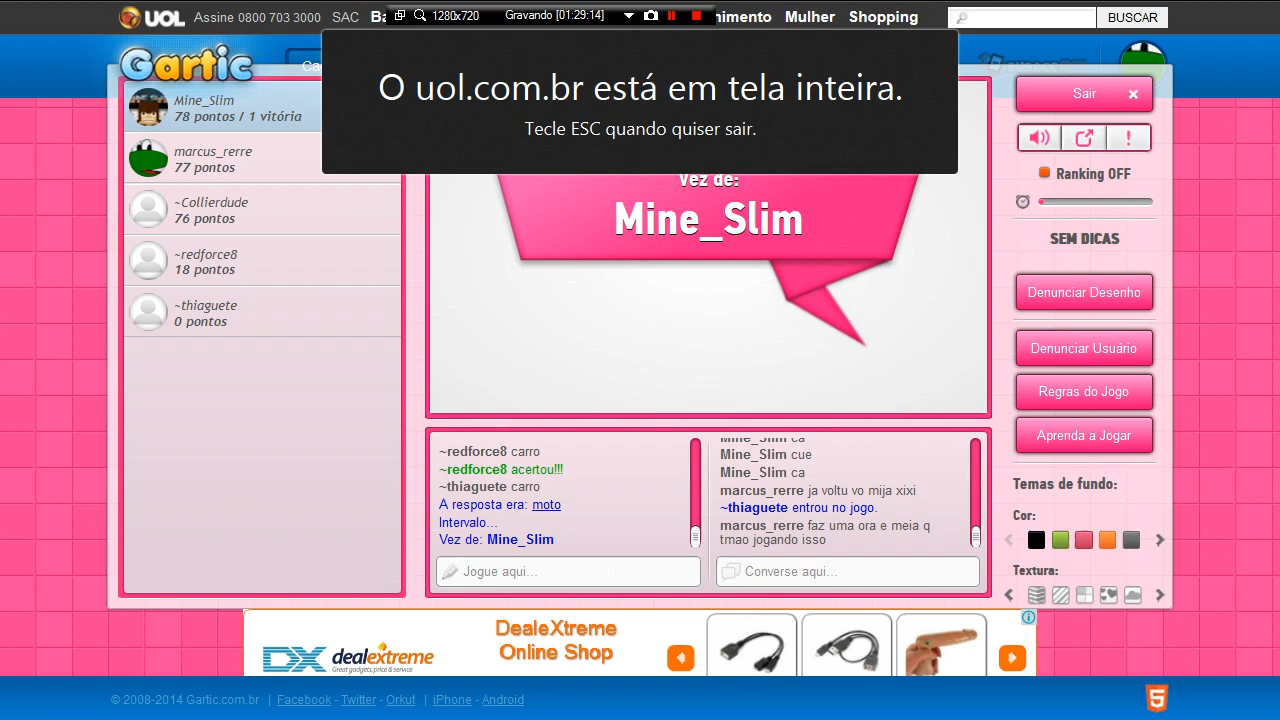 UOL Assine 0800 703 3000 SAC Ba
1280x720 Gravando [01:29:14]
nimento Mulher Shopping
BUSCAR
Gartic
O uol.com.br está em tela inteira.
Tecle ESC quando quiser sair.
Mine_Slim
78 pontos / 1 vitória
marcus_rerre
77 pontos
~Collierdude
76 pontos
~redforce8
18 pontos
~thiaguete
0 pontos
Vez de:
Mine_Slim
~redforce8 carro
~redforce8 acertou!!!
~thiaguete carro
A resposta era: moto
Intervalo...
Vez de: Mine_Slim
Jogue aqui...
Mine_Slim ca
Mine_Slim cue
Mine_Slim ca
marcus_rerre ja voltu vo mija xixi
~thiaguete entrou no jogo.
marcus_rerre faz uma ora e meia q
tmao jogando isso
Converse aqui...
Sair
Ranking OFF
SEM DICAS
Denunciar Desenho
Denunciar Usuário
Regras do Jogo
Aprenda a Jogar
Temas de fundo:
Cor:
Textura:
DX dealextreme
Great gadgets, price & service
DealeXtreme
Online Shop
© 2008-2014 Gartic.com.br | Facebook - Twitter - Orkut | iPhone - Android